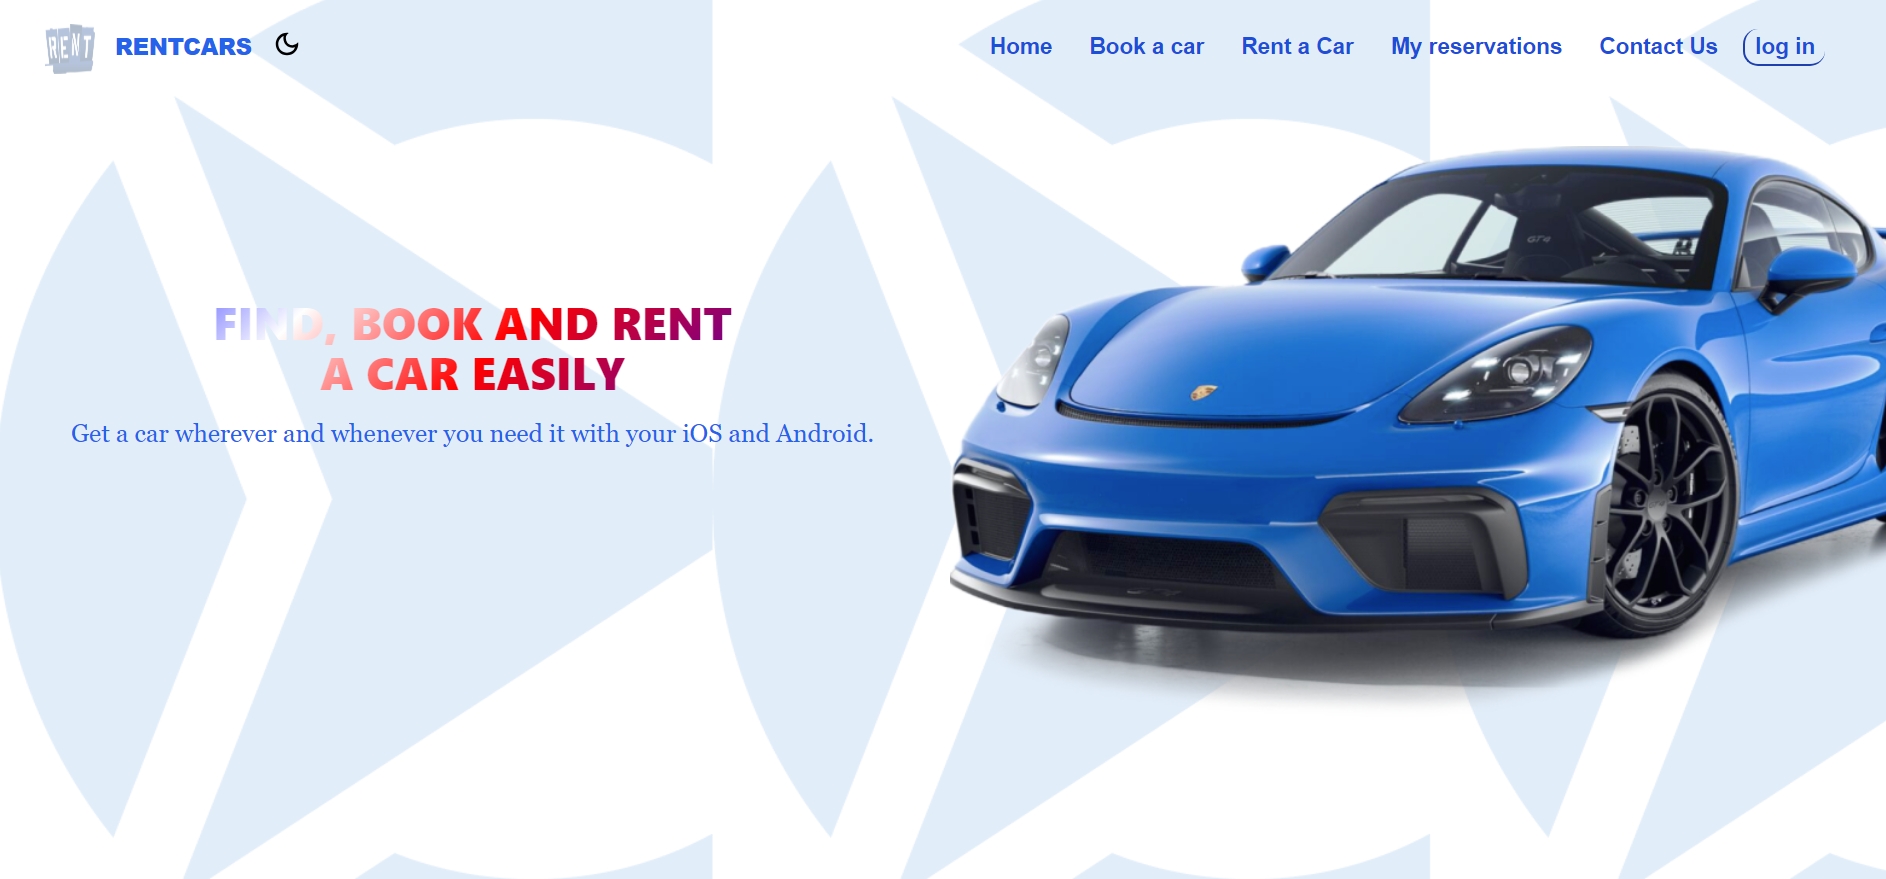 RENT
RENTCARS
Home
Book a car
Rent a Car
My reservations
Contact Us
log in
FIND, BOOK AND RENT
A CAR EASILY
Get a car wherever and whenever you need it with your iOS and Android.